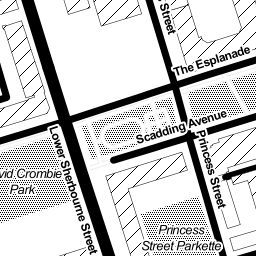 Street
The Esplanade
Scadding Avenue
Lower Sherbourne Street
Princess Street
vid Crombie
Park
Princess
Street Parkette